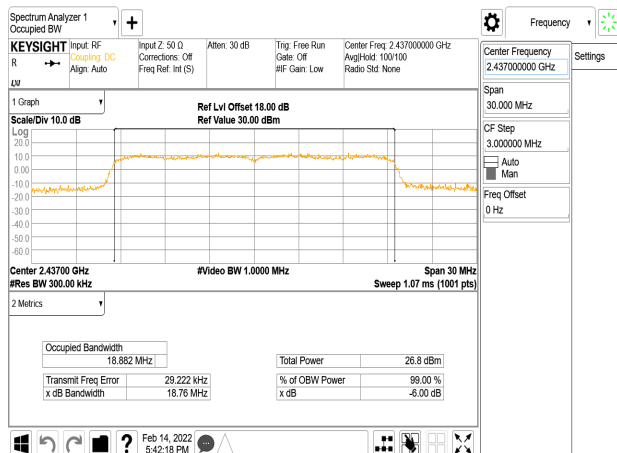 Spectrum Analyzer 1
Occupied BW
Frequency
KEYSIGHT
R
LXI
Input: RF
Coupling: DC
Align: Auto
Input Z: 50 Ω
Corrections: Off
Freq Ref: Int (S)
Atten: 30 dB
Trig: Free Run
Gate: Off
#IF Gain: Low
Center Freq: 2.437000000 GHz
Avg|Hold: 100/100
Radio Std: None
Center Frequency
2.437000000 GHz
Settings
Span
30.000 MHz
CF Step
3.000000 MHz
Auto
Man
Freq Offset
0 Hz
1 Graph
Scale/Div 10.0 dB
Ref Lvl Offset 18.00 dB
Ref Value 30.00 dBm
Log
20.0
10.0
0.00
-10.0
-20.0
-30.0
-40.0
-50.0
-60.0
Center 2.43700 GHz
#Res BW 300.00 kHz
#Video BW 1.0000 MHz
Span 30 MHz
Sweep 1.07 ms (1001 pts)
2 Metrics
Occupied Bandwidth
18.882 MHz
Total Power 26.8 dBm
Transmit Freq Error 29.222 kHz
% of OBW Power 99.00 %
x dB Bandwidth 18.76 MHz
x dB -6.00 dB
?
Feb 14, 2022
5:42:18 PM